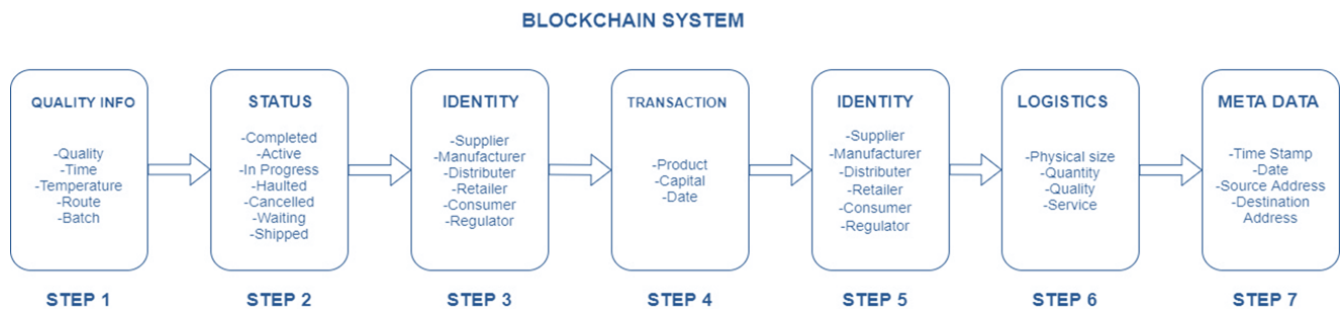 BLOCKCHAIN SYSTEM
QUALITY INFO
-Quality
-Time
-Temperature
-Route
-Batch
STEP 1
STATUS
-Completed
-Active
-In Progress
-Haulted
-Cancelled
-Waiting
-Shipped
STEP 2
IDENTITY
-Supplier
-Manufacturer
-Distributer
-Retailer
-Consumer
-Regulator
STEP 3
TRANSACTION
-Product
-Capital
-Date
STEP 4
IDENTITY
-Supplier
-Manufacturer
-Distributer
-Retailer
-Consumer
-Regulator
STEP 5
LOGISTICS
-Physical size
-Quantity
-Quality
-Service
STEP 6
META DATA
-Time Stamp
-Date
-Source Address
-Destination
Address
STEP 7